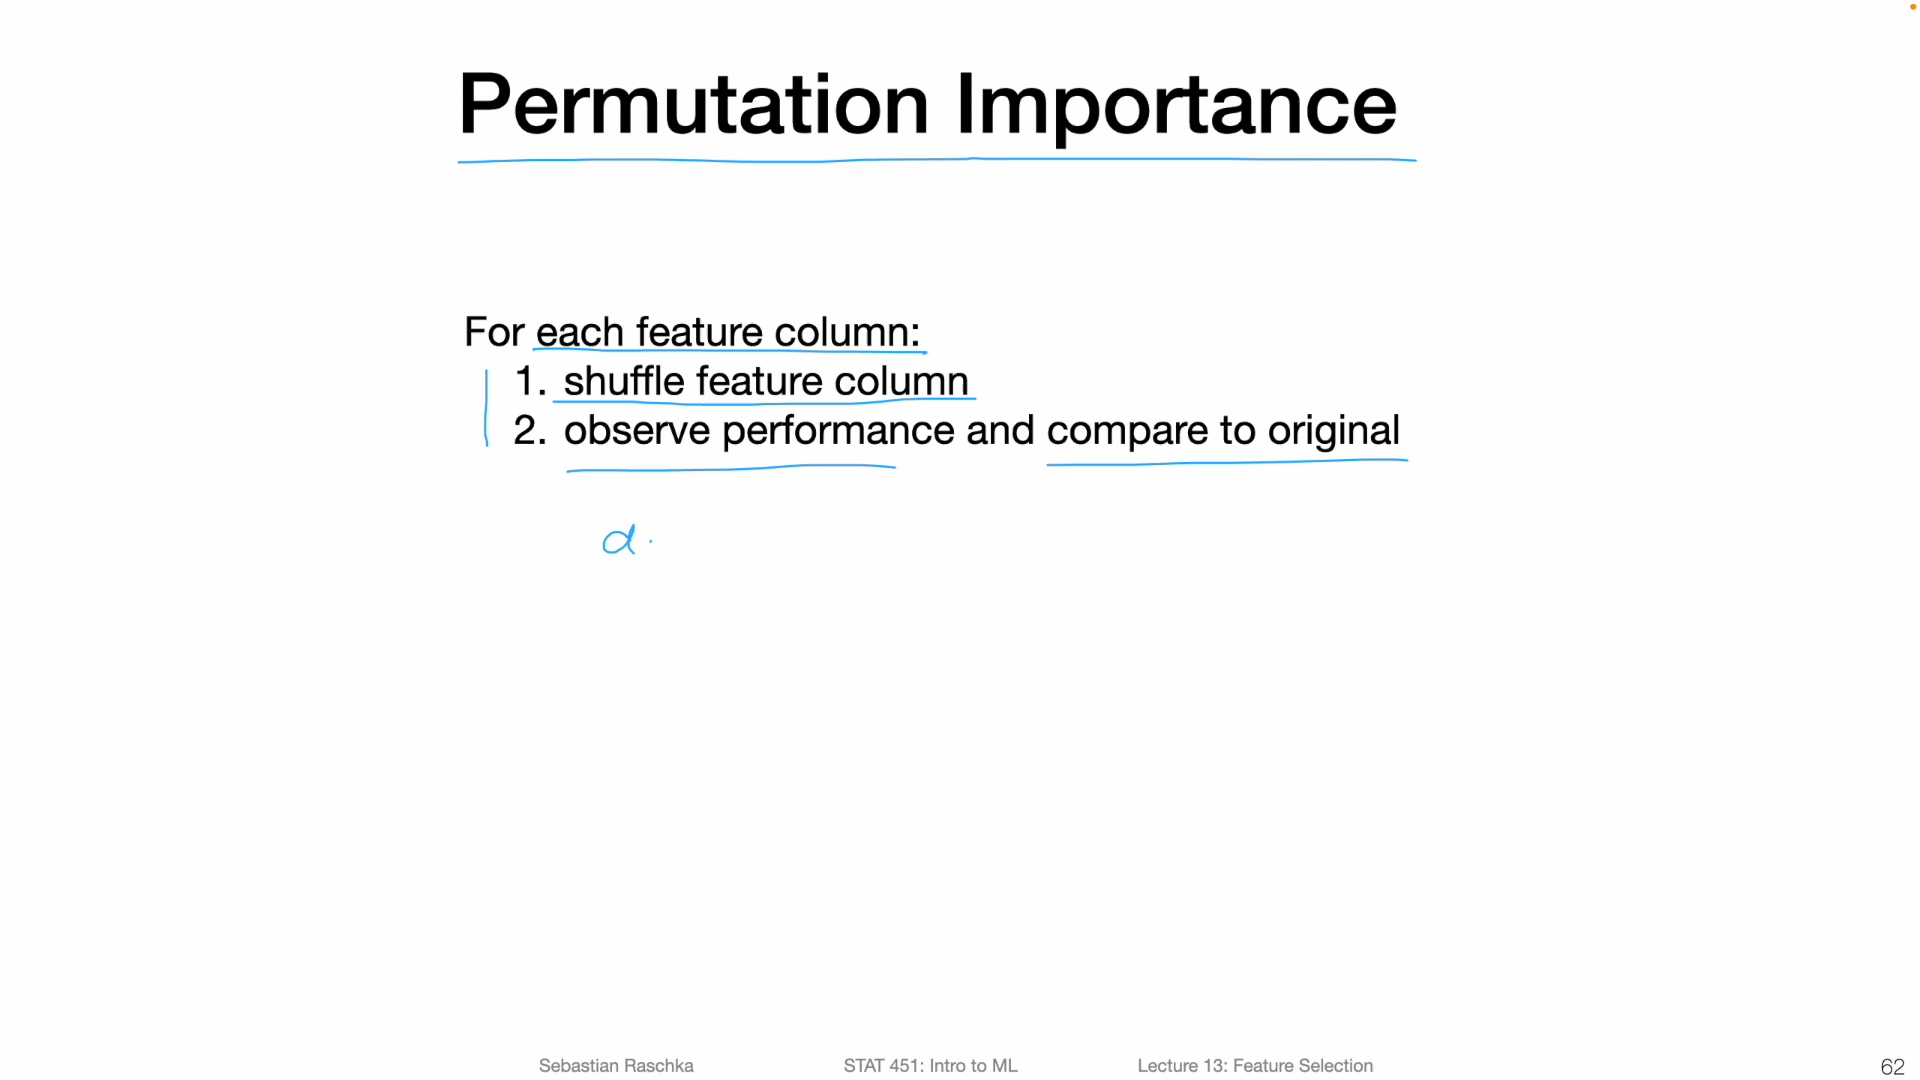 Permutation Importance
For each feature column:
1. shuffle feature column
2. observe performance and compare to original
d.
Sebastian Raschka STAT 451: Intro to ML Lecture 13: Feature Selection 62